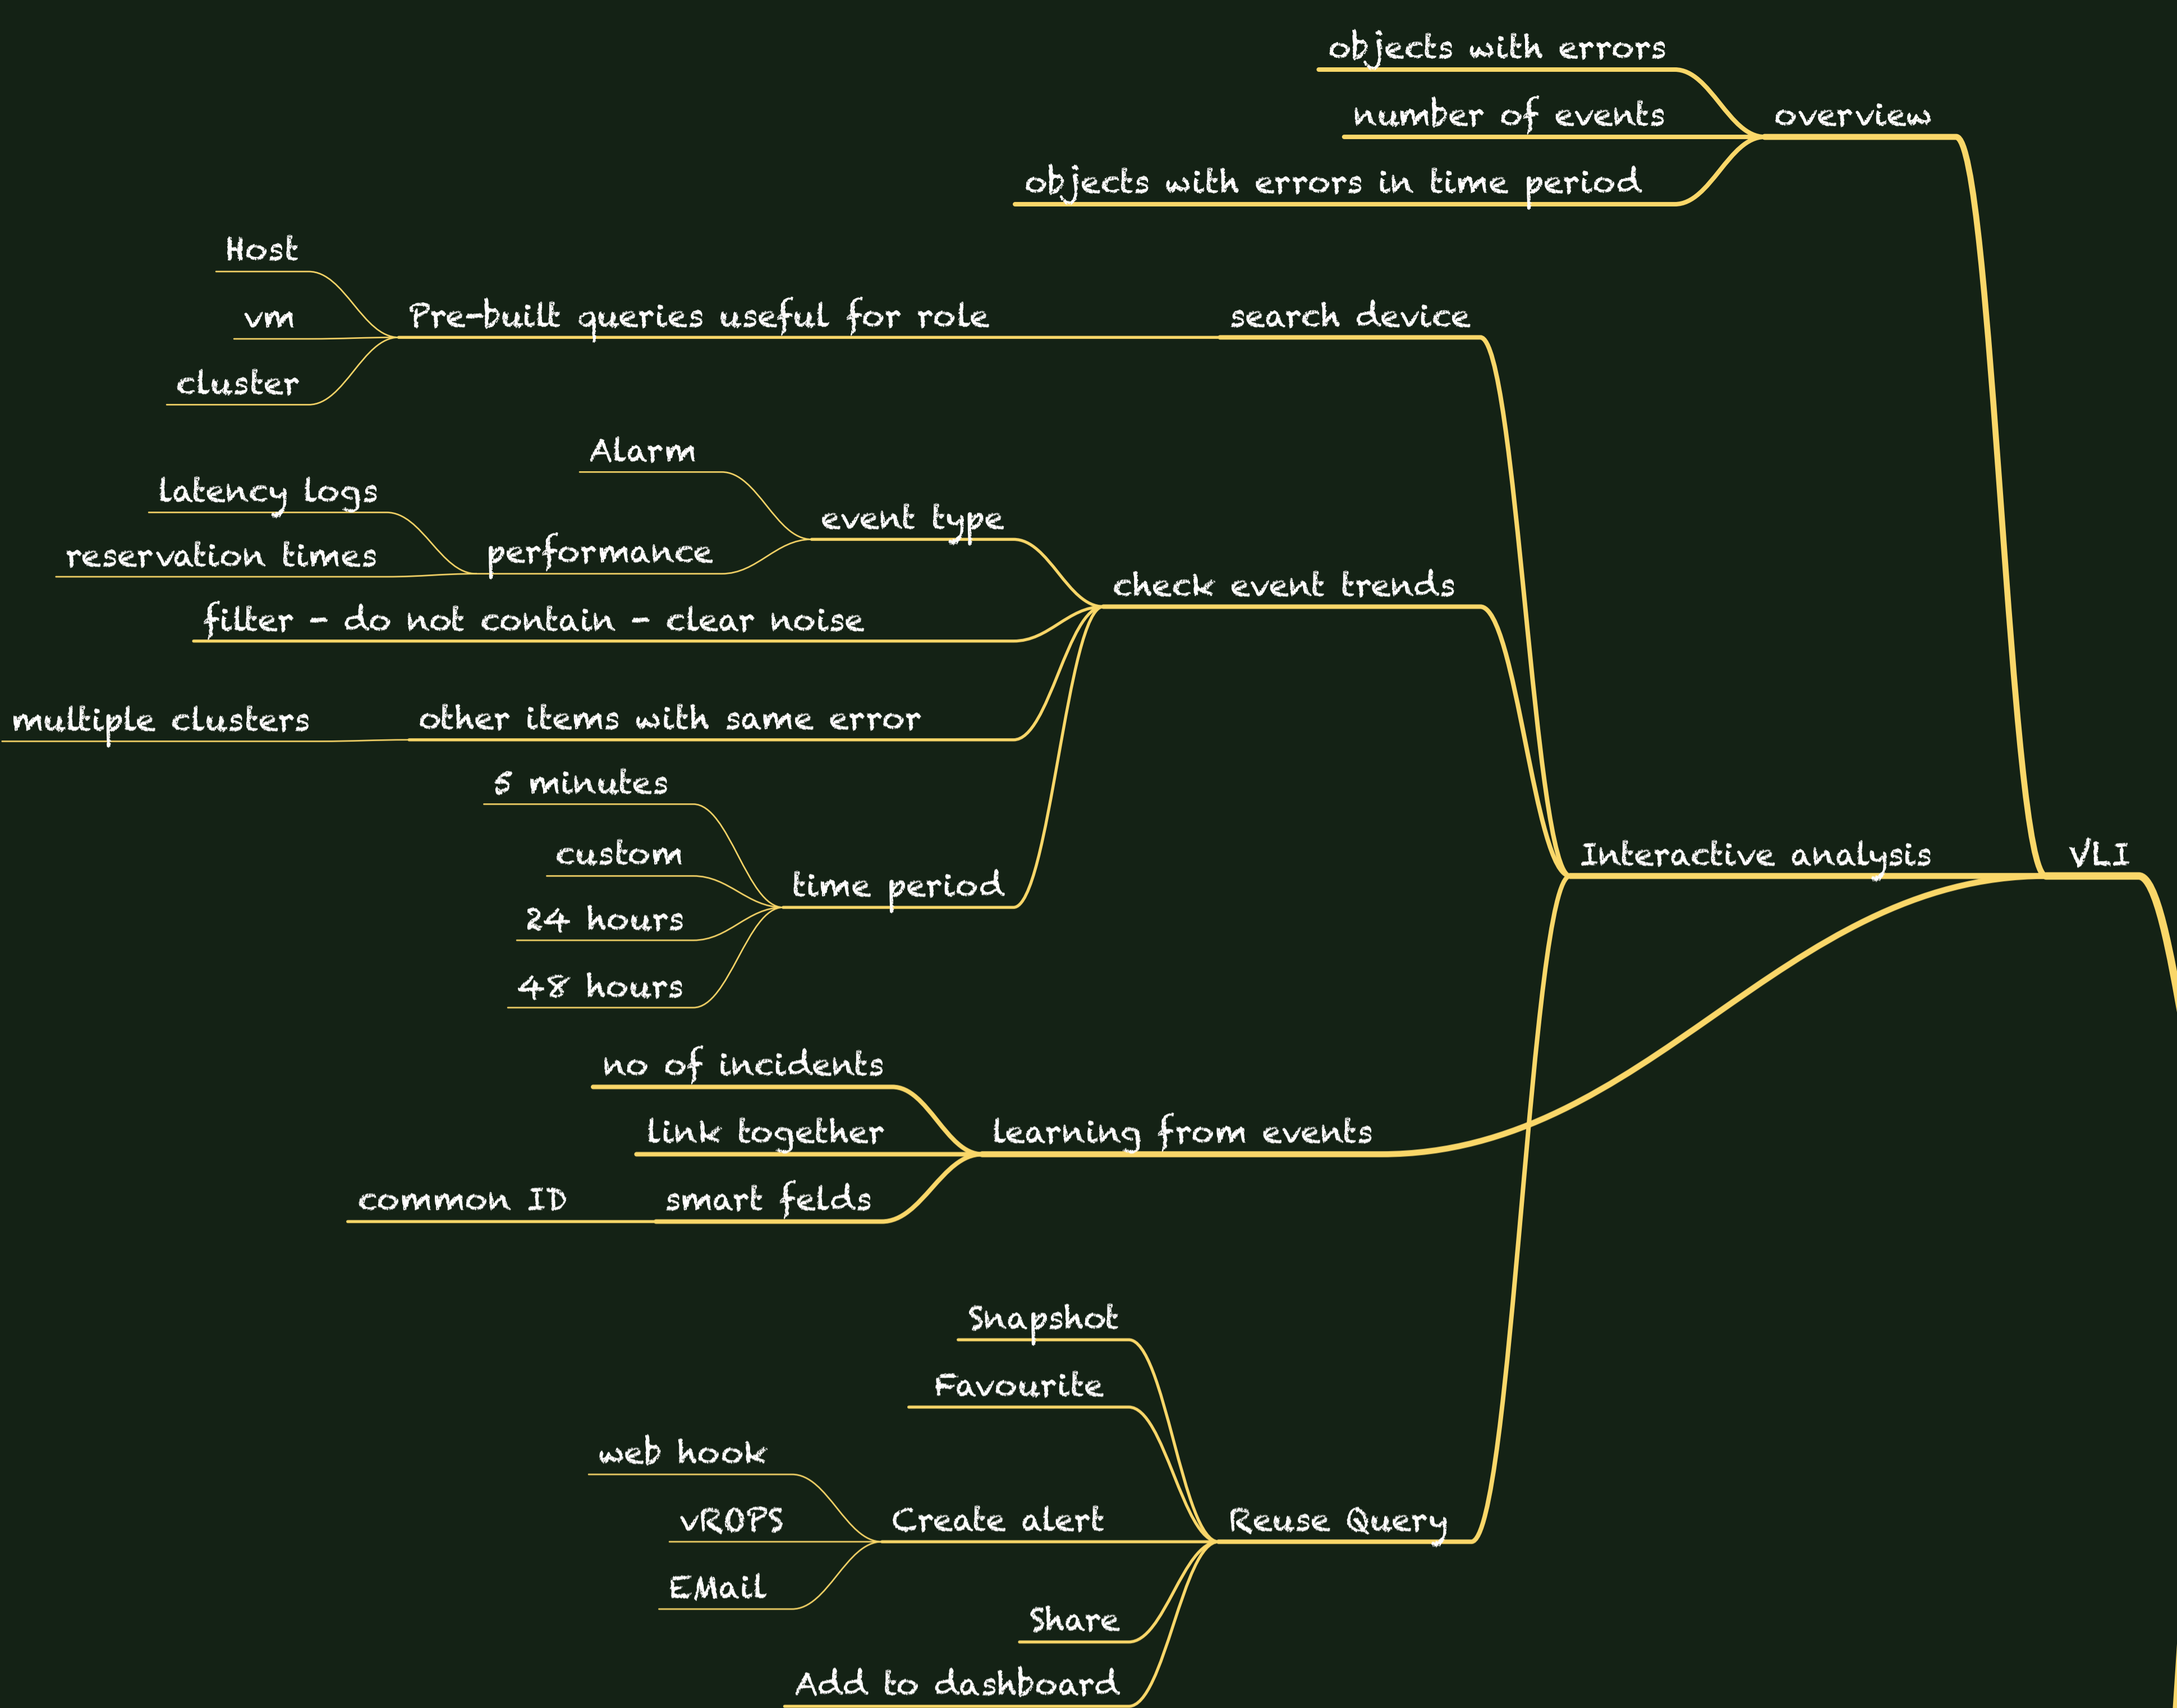 objects with errors
number of events
overview
objects with errors in time period
Host
vm
Pre-built queries useful for role
search device
cluster
Alarm
latency logs
event type
reservation times
performance
check event trends
filter - do not contain - clear noise
multiple clusters
other items with same error
5 minutes
custom
time period
24 hours
48 hours
Interactive analysis
VLI
no of incidents
link together
learning from events
common ID
smart felds
Snapshot
Favourite
web hook
vROPS
Create alert
Reuse Query
EMail
Share
Add to dashboard